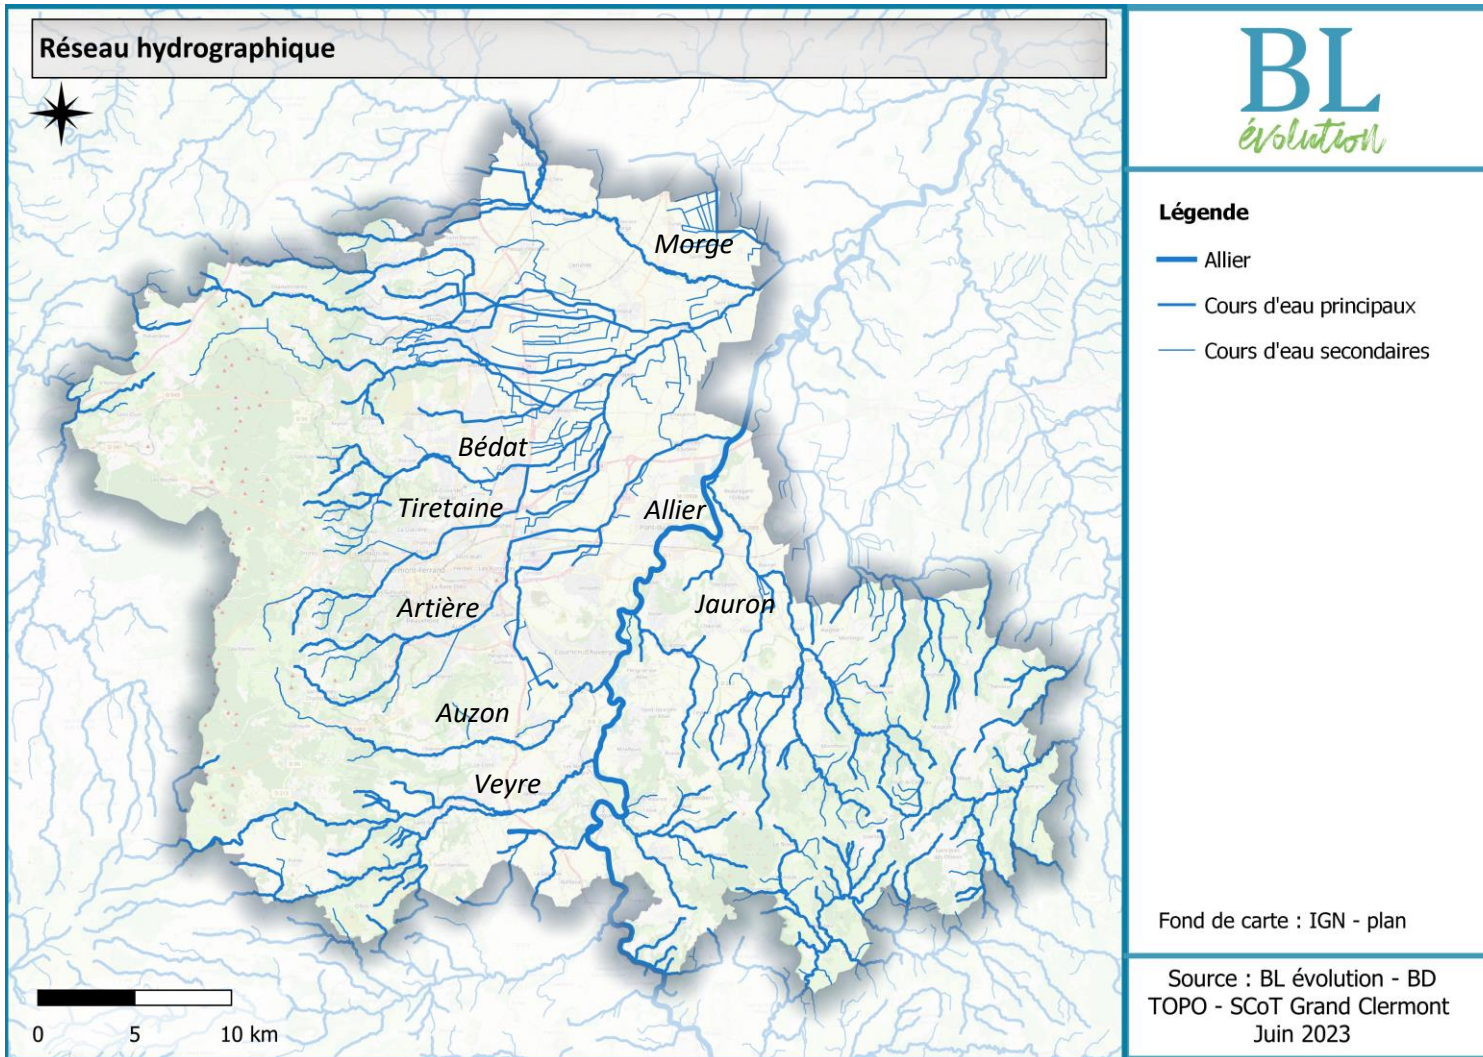 Réseau hydrographique
BL
évolution
Légende
Allier
Cours d'eau principaux
Cours d'eau secondaires
Morge
Bédat
Tiretaine
Allier
Artière
Jauron
Auzon
Veyre
0 5 10 km
Fond de carte : IGN - plan
Source : BL évolution - BD
TOPO - SCoT Grand Clermont
Juin 2023